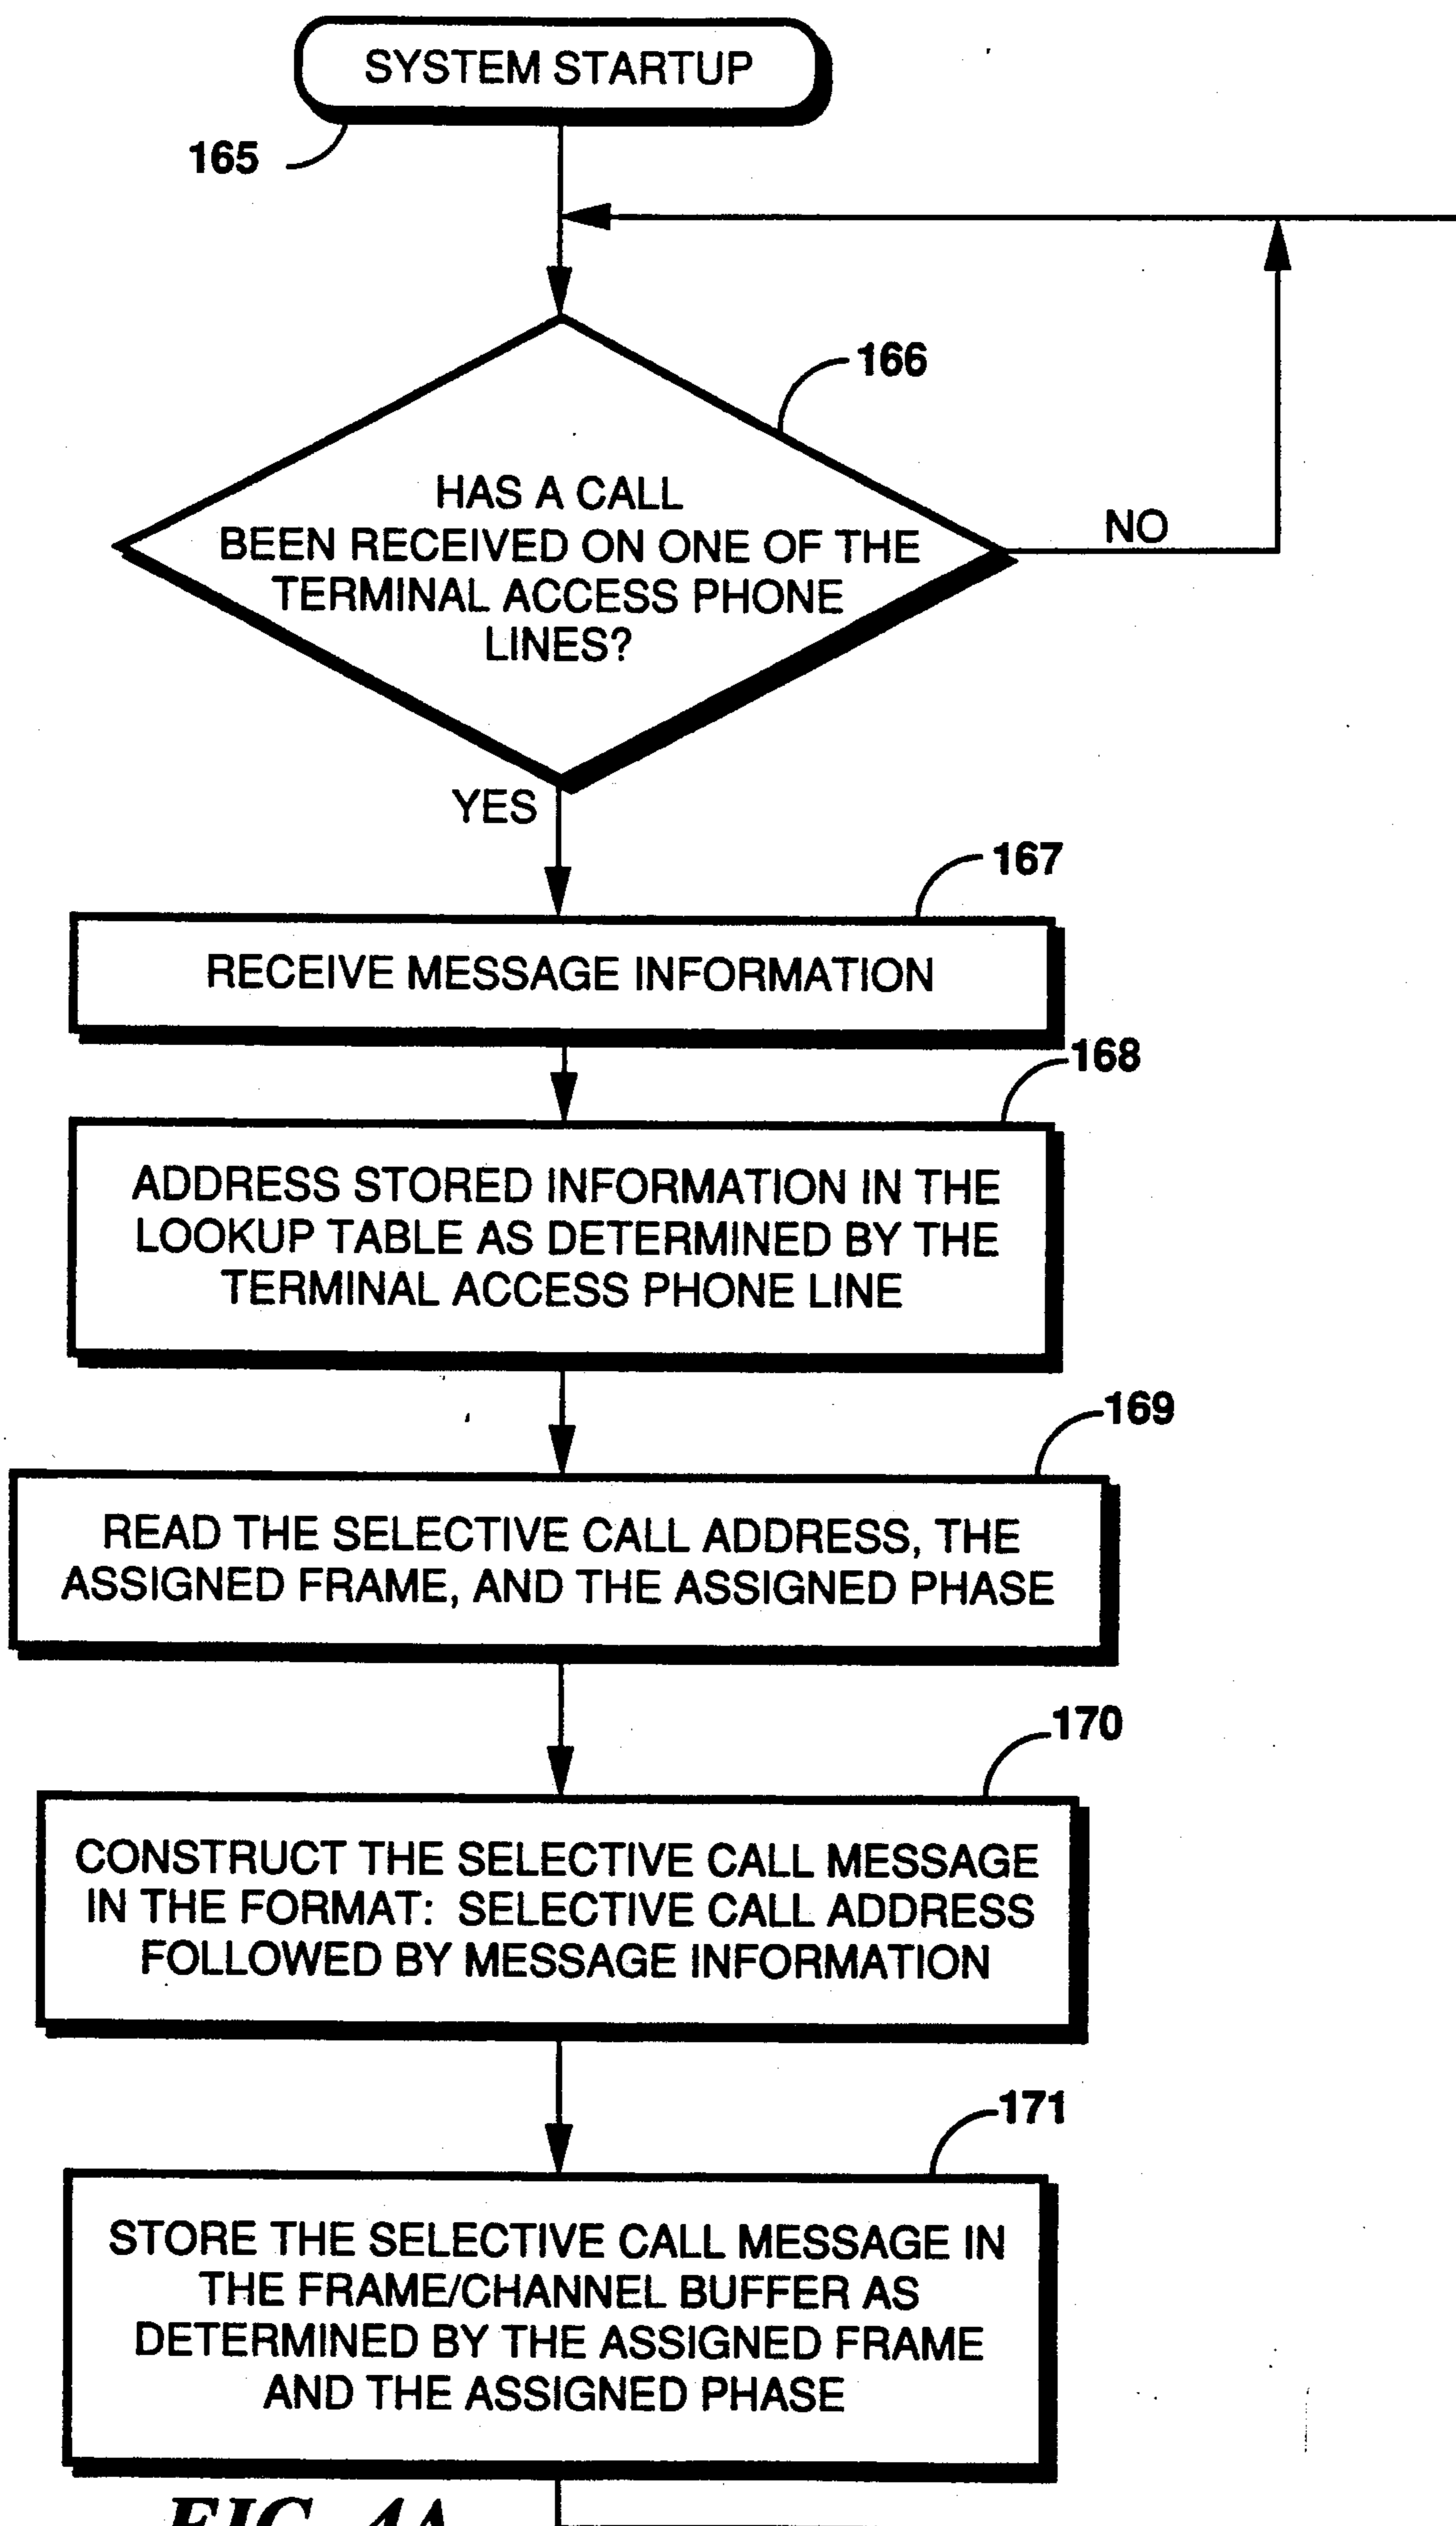 SYSTEM STARTUP
165
166
HAS A CALL
BEEN RECEIVED ON ONE OF THE
TERMINAL ACCESS PHONE
LINES?
NO
YES
167
RECEIVE MESSAGE INFORMATION
168
ADDRESS STORED INFORMATION IN THE
LOOKUP TABLE AS DETERMINED BY THE
TERMINAL ACCESS PHONE LINE
169
READ THE SELECTIVE CALL ADDRESS, THE
ASSIGNED FRAME, AND THE ASSIGNED PHASE
170
CONSTRUCT THE SELECTIVE CALL MESSAGE
IN THE FORMAT: SELECTIVE CALL ADDRESS
FOLLOWED BY MESSAGE INFORMATION
171
STORE THE SELECTIVE CALL MESSAGE IN
THE FRAME/CHANNEL BUFFER AS
DETERMINED BY THE ASSIGNED FRAME
AND THE ASSIGNED PHASE
FIG. 4A